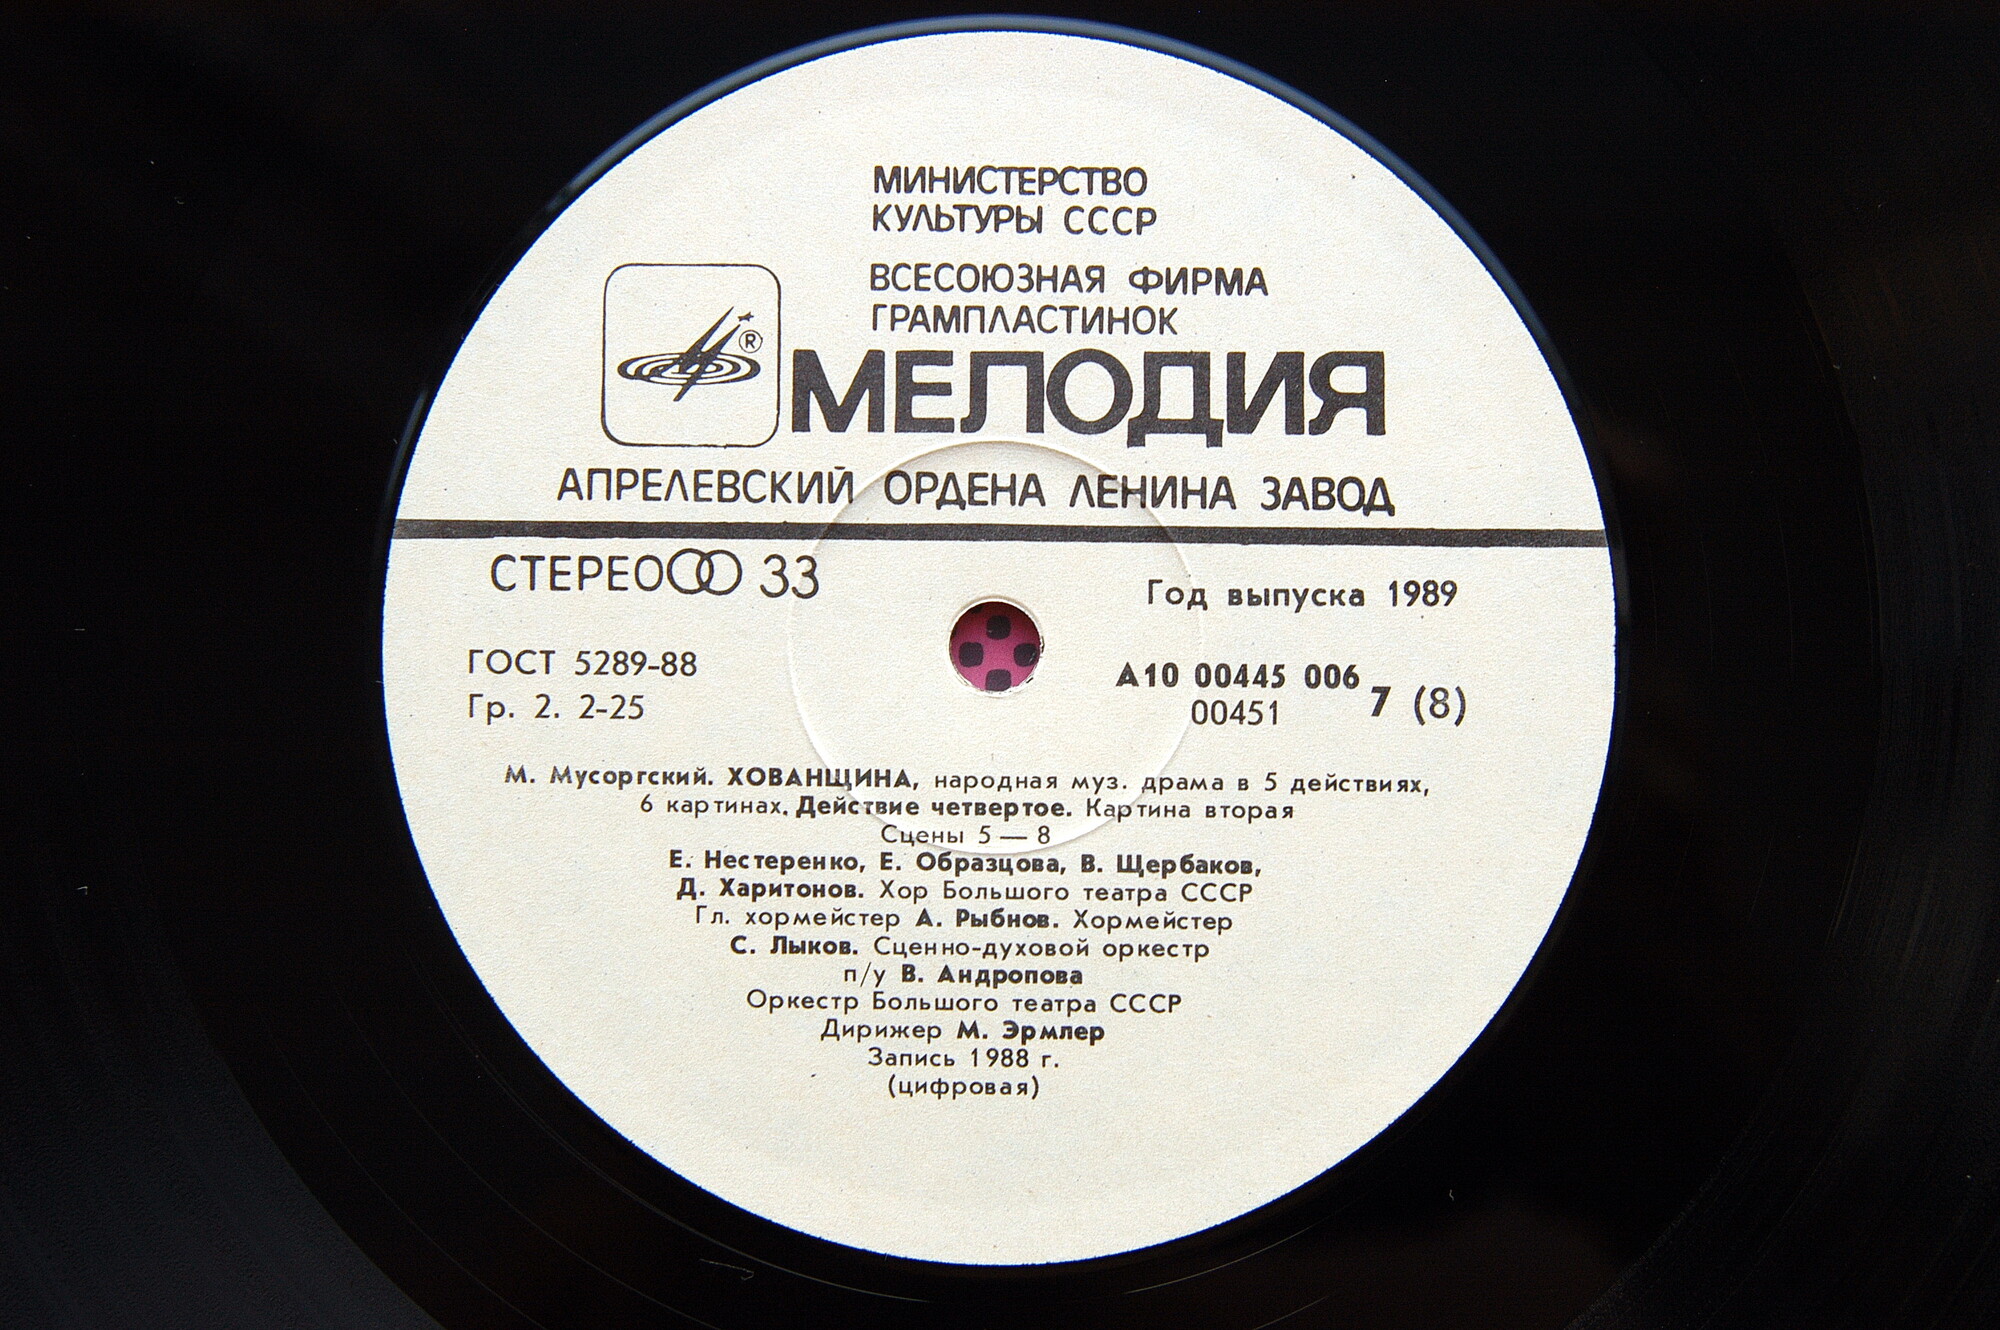 МИНИСТЕРСТВО
КУЛЬТУРЫ СССР
ВСЕСОЮЗНАЯ ФИРМА
ГРАМПЛАСТИНОК
®
МЕЛОДИЯ
АПРЕЛЕВСКИЙ ОРДЕНА ЛЕНИНА ЗАВОД
СТЕРЕО 33
Год выпуска 1989
ГОСТ 5289-88
Гр. 2. 2-25
А10 00445 006
00451
7 (8)
М. Мусоргский. ХОВАНЩИНА, народная муз. драма в 5 действиях,
6 картинах. Действие четвертое. Картина вторая
Сцены 5 — 8
Е. Нестеренко, Е. Образцова, В. Щербаков,
Д. Харитонов. Хор Большого театра СССР
Гл. хормейстер А. Рыбнов. Хормейстер
С. Лыков. Сценно-духовой оркестр
п/у В. Андропова
Оркестр Большого театра СССР
Дирижер М. Эрмлер
Запись 1988 г.
(цифровая)